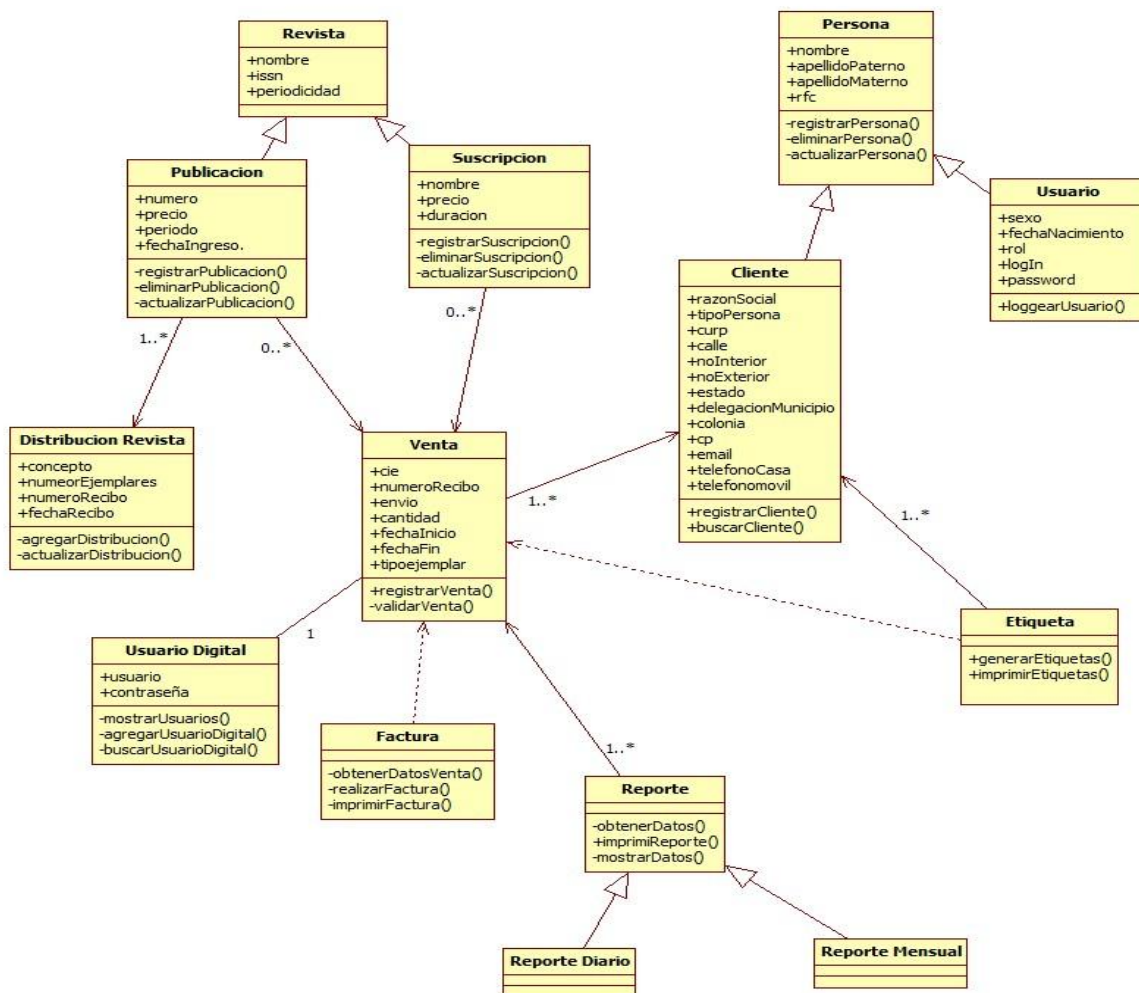 Revista
+nombre
+issn
+periodicidad
Persona
+nombre
+apellidoPaterno
+apellidoMaterno
+rfc
-registrarPersona()
-eliminarPersona()
-actualizarPersona()
Publicacion
+numero
+precio
+periodo
+fechaIngreso.
-registrarPublicacion()
-eliminarPublicacion()
-actualizarPublicacion()
Suscripcion
+nombre
+precio
+duracion
-registrarSuscripcion()
-eliminarSuscripcion()
-actualizarSuscripcion()
Usuario
+sexo
+fechaNacimiento
+rol
+logIn
+password
+loggearUsuario()
Cliente
+razonSocial
+tipoPersona
+curp
+calle
+noInterior
+noExterior
+estado
+delegacionMunicipio
+colonia
+cp
+email
+telefonoCasa
+telefonomovil
+registrarCliente()
+buscarCliente()
1..*
0..*
0..*
Distribucion Revista
+concepto
+numeorEjemplares
+numeroRecibo
+fechaRecibo
-agregarDistribucion()
-actualizarDistribucion()
Venta
+cie
+numeroRecibo
+envio
+cantidad
+fechaInicio
+fechaFin
+tipoejemplar
+registrarVenta()
-validarVenta()
1..*
1..*
1
Usuario Digital
+usuario
+contraseña
-mostrarUsuarios()
-agregarUsuarioDigital()
-buscarUsuarioDigital()
Etiqueta
+generarEtiquetas()
+imprimirEtiquetas()
Factura
-obtenerDatosVenta()
-realizarFactura()
-imprimirFactura()
1..*
Reporte
-obtenerDatos()
+imprimiReporte()
-mostrarDatos()
Reporte Diario
Reporte Mensual